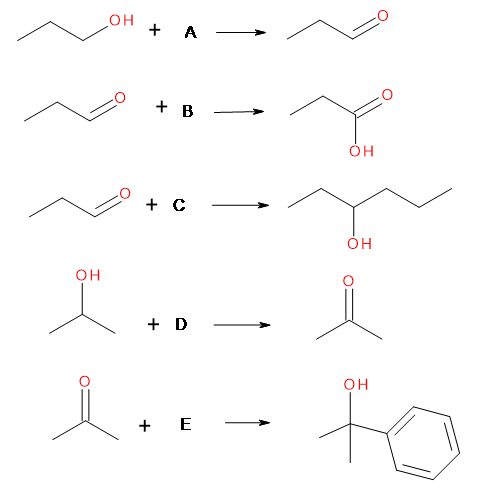 OH + A O
O + B O
OH
O + C
OH
OH
+ D O
O + E OH